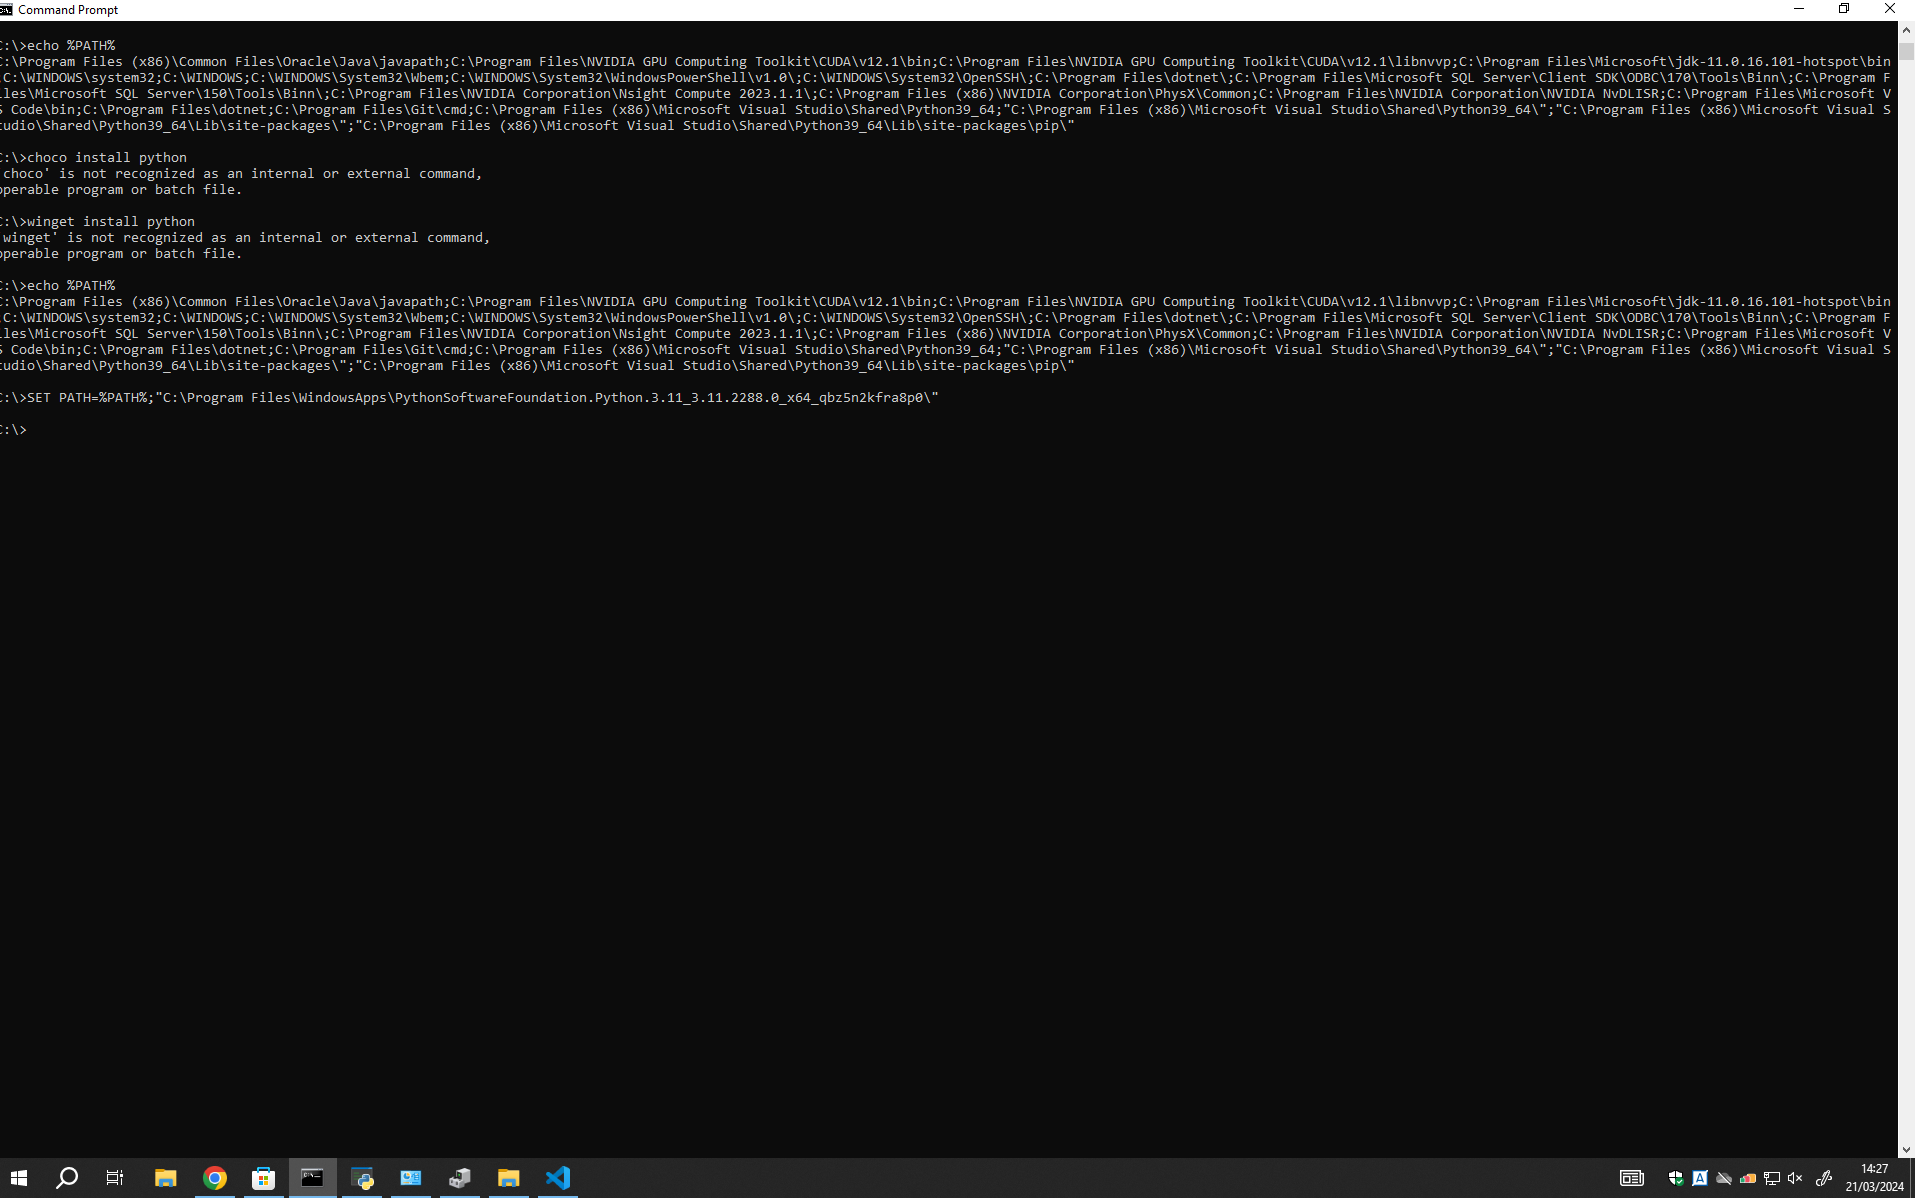 Command Prompt
C:\>echo %PATH%
C:\Program Files (x86)\Common Files\Oracle\Java\javapath;C:\Program Files\NVIDIA GPU Computing Toolkit\CUDA\v12.1\bin;C:\Program Files\NVIDIA GPU Computing Toolkit\CUDA\v12.1\libnvvp;C:\Program Files\Microsoft\jdk-11.0.16.101-hotspot\bin
;C:\WINDOWS\system32;C:\WINDOWS;C:\WINDOWS\System32\Wbem;C:\WINDOWS\System32\WindowsPowerShell\v1.0\;C:\WINDOWS\System32\OpenSSH\;C:\Program Files\dotnet\;C:\Program Files\Microsoft SQL Server\Client SDK\ODBC\170\Tools\Binn\;C:\Program F
iles\Microsoft SQL Server\150\Tools\Binn\;C:\Program Files\NVIDIA Corporation\Nsight Compute 2023.1.1\;C:\Program Files (x86)\NVIDIA Corporation\PhysX\Common;C:\Program Files\NVIDIA Corporation\NVIDIA NvDLISR;C:\Program Files\Microsoft V
S Code\bin;C:\Program Files\dotnet;C:\Program Files\Git\cmd;C:\Program Files (x86)\Microsoft Visual Studio\Shared\Python39_64;"C:\Program Files (x86)\Microsoft Visual Studio\Shared\Python39_64\";"C:\Program Files (x86)\Microsoft Visual S
tudio\Shared\Python39_64\Lib\site-packages\";"C:\Program Files (x86)\Microsoft Visual Studio\Shared\Python39_64\Lib\site-packages\pip\"
C:\>choco install python
'choco' is not recognized as an internal or external command,
operable program or batch file.
C:\>winget install python
'winget' is not recognized as an internal or external command,
operable program or batch file.
C:\>echo %PATH%
C:\Program Files (x86)\Common Files\Oracle\Java\javapath;C:\Program Files\NVIDIA GPU Computing Toolkit\CUDA\v12.1\bin;C:\Program Files\NVIDIA GPU Computing Toolkit\CUDA\v12.1\libnvvp;C:\Program Files\Microsoft\jdk-11.0.16.101-hotspot\bin
;C:\WINDOWS\system32;C:\WINDOWS;C:\WINDOWS\System32\Wbem;C:\WINDOWS\System32\WindowsPowerShell\v1.0\;C:\WINDOWS\System32\OpenSSH\;C:\Program Files\dotnet\;C:\Program Files\Microsoft SQL Server\Client SDK\ODBC\170\Tools\Binn\;C:\Program F
iles\Microsoft SQL Server\150\Tools\Binn\;C:\Program Files\NVIDIA Corporation\Nsight Compute 2023.1.1\;C:\Program Files (x86)\NVIDIA Corporation\PhysX\Common;C:\Program Files\NVIDIA Corporation\NVIDIA NvDLISR;C:\Program Files\Microsoft V
S Code\bin;C:\Program Files\dotnet;C:\Program Files\Git\cmd;C:\Program Files (x86)\Microsoft Visual Studio\Shared\Python39_64;"C:\Program Files (x86)\Microsoft Visual Studio\Shared\Python39_64\";"C:\Program Files (x86)\Microsoft Visual S
tudio\Shared\Python39_64\Lib\site-packages\";"C:\Program Files (x86)\Microsoft Visual Studio\Shared\Python39_64\Lib\site-packages\pip\"
C:\>SET PATH=%PATH%;"C:\Program Files\WindowsApps\PythonSoftwareFoundation.Python.3.11_3.11.2288.0_x64_qbz5n2kfra8p0\"
C:\>
14:27
21/03/2024